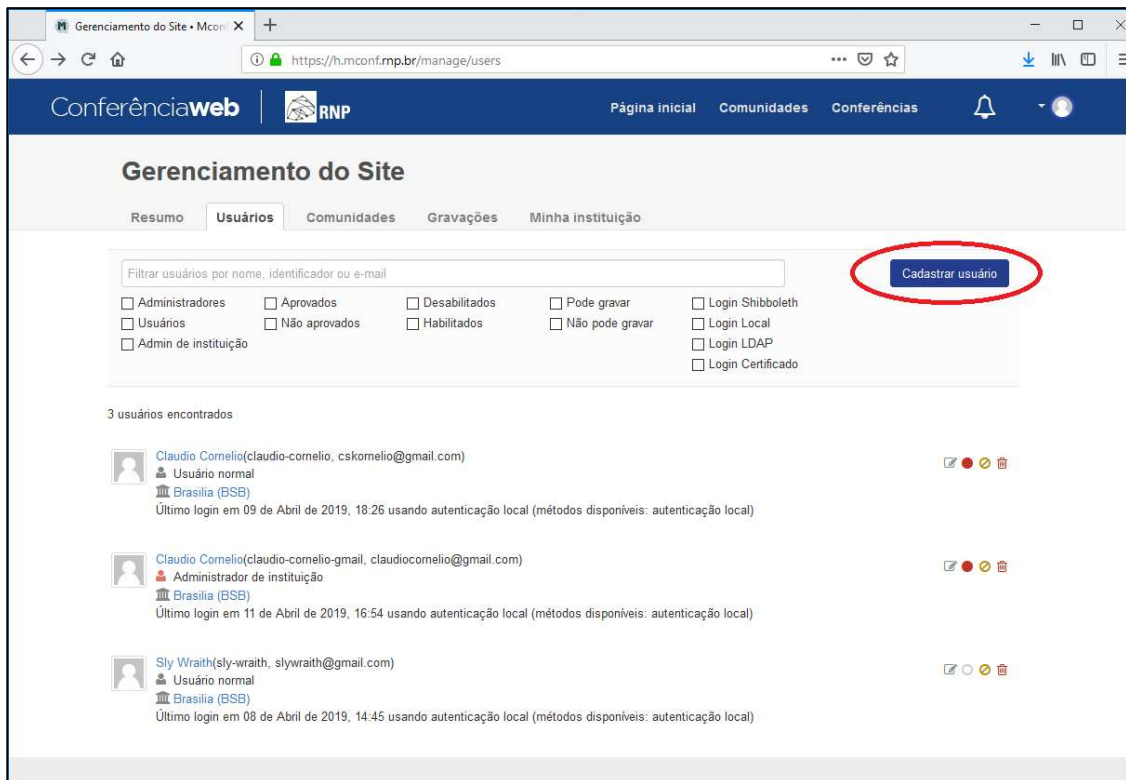 Gerenciamento do Site • Mconf
https://h.mconf.rnp.br/manage/users
Conferênciaweb RNP Página inicial Comunidades Conferências
Gerenciamento do Site
Resumo Usuários Comunidades Gravações Minha instituição
Filtrar usuários por nome, identificador ou e-mail Cadastrar usuário
Administradores Aprovados Desabilitados Pode gravar Login Shibboleth
Usuários Não aprovados Habilitados Não pode gravar Login Local
Admin de instituição Login LDAP
Login Certificado
3 usuários encontrados
Claudio Cornelio(claudio-cornelio, cskornelio@gmail.com)
Usuário normal
Brasilia (BSB)
Último login em 09 de Abril de 2019, 18:26 usando autenticação local (métodos disponíveis: autenticação local)
Claudio Cornelio(claudio-cornelio-gmail, claudiocornelio@gmail.com)
Administrador de instituição
Brasilia (BSB)
Último login em 11 de Abril de 2019, 16:54 usando autenticação local (métodos disponíveis: autenticação local)
Sly Wraith(sly-wraith, slywraith@gmail.com)
Usuário normal
Brasilia (BSB)
Último login em 08 de Abril de 2019, 14:45 usando autenticação local (métodos disponíveis: autenticação local)